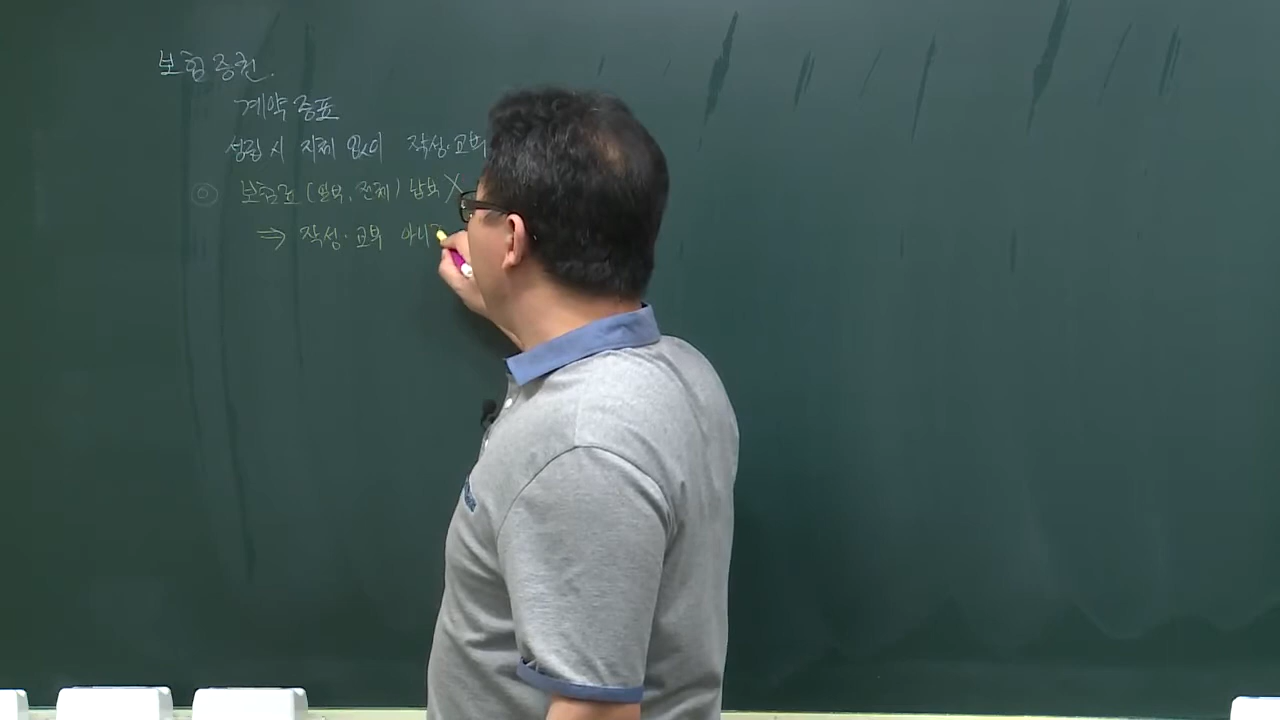 보험증권.
계약 증표
성립 시 지체 없이 작성·교부
◎ 보험료 (일부, 전체) 납부 X
⇒ 작성·교부 아니